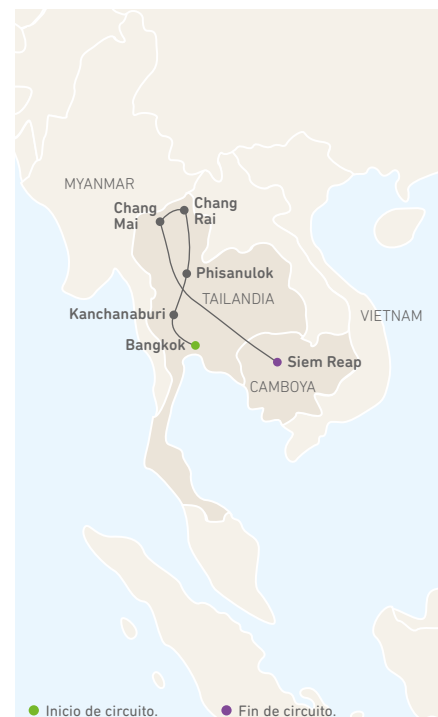 MYANMAR
Chang
Mai
Chang
Rai
Phisanulok
TAILANDIA
Kanchanaburi
VIETNAM
Bangkok
Siem Reap
CAMBOYA
Inicio de circuito.
Fin de circuito.